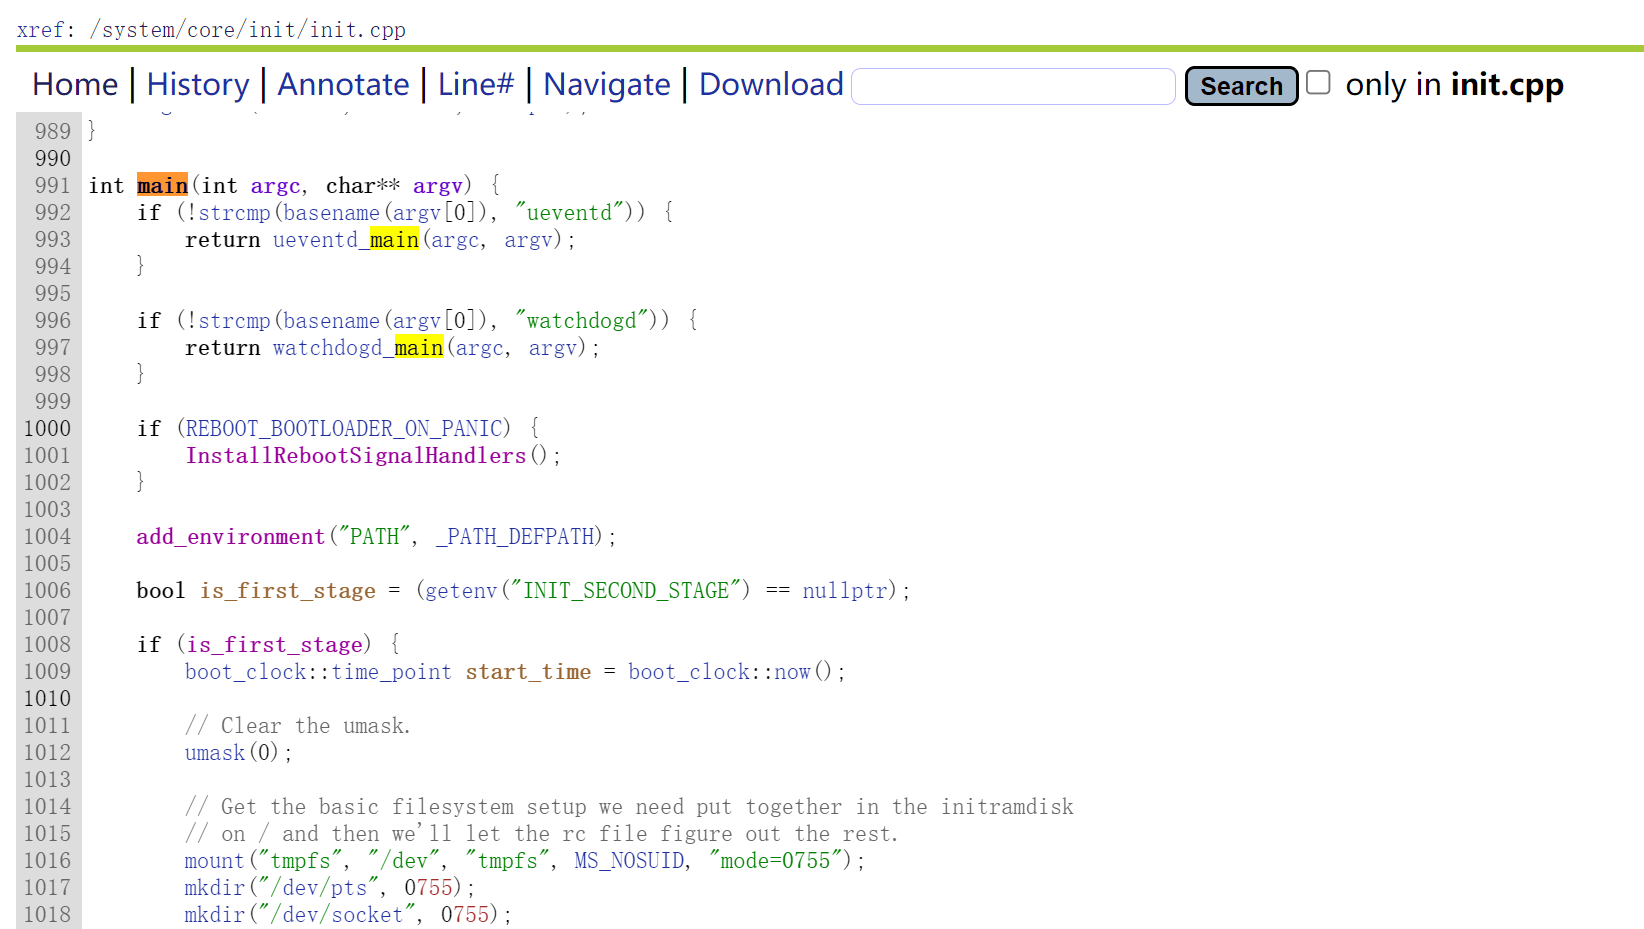 xref: /system/core/init/init.cpp
Home | History | Annotate | Line# | Navigate | Download Search only in init.cpp
989 }
990
991 int main(int argc, char** argv) {
992     if (!strcmp(basename(argv[0]), "ueventd")) {
993         return ueventd_main(argc, argv);
994     }
995
996     if (!strcmp(basename(argv[0]), "watchdogd")) {
997         return watchdogd_main(argc, argv);
998     }
999
1000     if (REBOOT_BOOTLOADER_ON_PANIC) {
1001         InstallRebootSignalHandlers();
1002     }
1003
1004     add_environment("PATH", _PATH_DEFPATH);
1005
1006     bool is_first_stage = (getenv("INIT_SECOND_STAGE") == nullptr);
1007
1008     if (is_first_stage) {
1009         boot_clock::time_point start_time = boot_clock::now();
1010
1011         // Clear the umask.
1012         umask(0);
1013
1014         // Get the basic filesystem setup we need put together in the initramdisk
1015         // on / and then we'll let the rc file figure out the rest.
1016         mount("tmpfs", "/dev", "tmpfs", MS_NOSUID, "mode=0755");
1017         mkdir("/dev/pts", 0755);
1018         mkdir("/dev/socket", 0755);